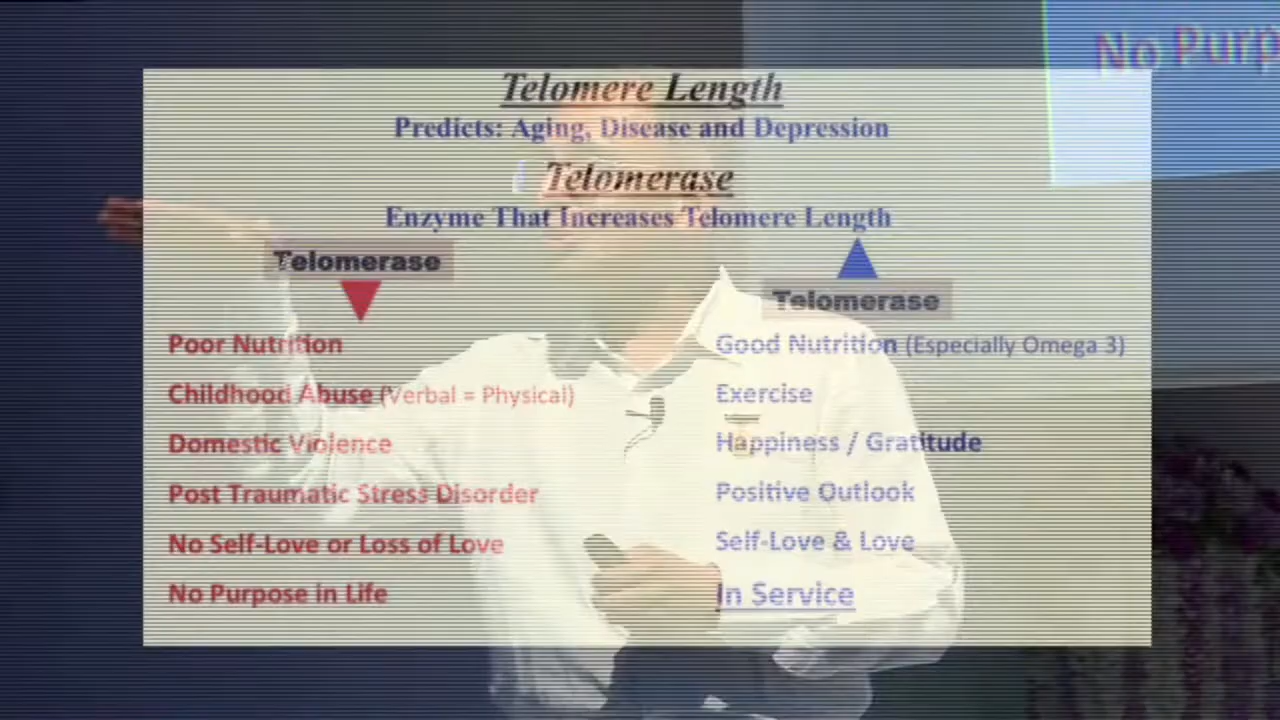 No Purp
Telomere Length
Predicts: Aging, Disease and Depression
Telomerase
Enzyme That Increases Telomere Length
Telomerase
Telomerase
Poor Nutrition
Childhood Abuse (Verbal = Physical)
Domestic Violence
Post Traumatic Stress Disorder
No Self-Love or Loss of Love
No Purpose in Life
Good Nutrition (Especially Omega 3)
Exercise
Happiness / Gratitude
Positive Outlook
Self-Love & Love
In Service